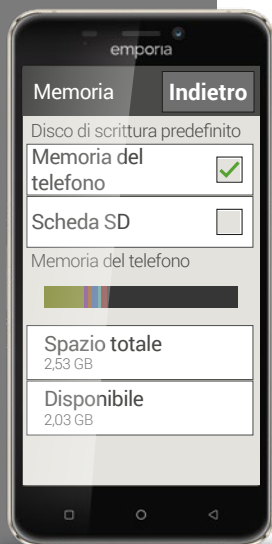 emporia
Memoria
Indietro
Disco di scrittura predefinito
Memoria del
telefono
Scheda SD
Memoria del telefono
Spazio totale
2,53 GB
Disponibile
2,03 GB